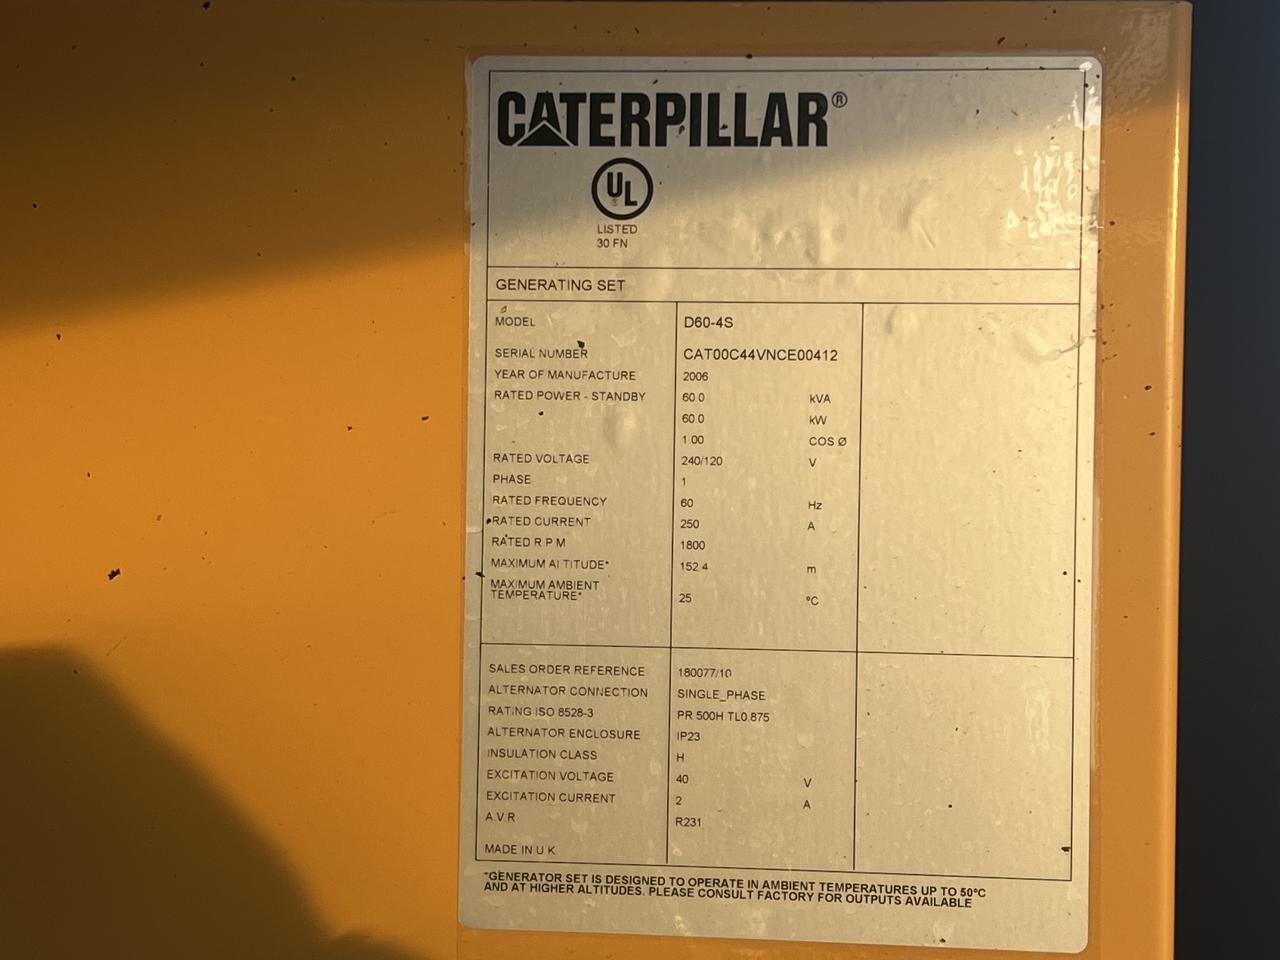 CATERPILLAR®
UL ®
LISTED
30 FN
GENERATING SET
MODEL D60-4S
SERIAL NUMBER CAT00C44VNCE00412
YEAR OF MANUFACTURE 2006
RATED POWER - STANDBY 60.0 kVA
60.0 kW
1.00 COS Ø
RATED VOLTAGE 240/120 V
PHASE 1
RATED FREQUENCY 60 Hz
RATED CURRENT 250 A
RATED R P M 1800
MAXIMUM ALTITUDE* 152.4 m
MAXIMUM AMBIENT
TEMPERATURE* 25 °C
SALES ORDER REFERENCE 180077/10
ALTERNATOR CONNECTION SINGLE_PHASE
RATING ISO 8528-3 PR 500H TL0.875
ALTERNATOR ENCLOSURE IP23
INSULATION CLASS H
EXCITATION VOLTAGE 40 V
EXCITATION CURRENT 2 A
A V R R231
MADE IN U K
*GENERATOR SET IS DESIGNED TO OPERATE IN AMBIENT TEMPERATURES UP TO 50°C
AND AT HIGHER ALTITUDES. PLEASE CONSULT FACTORY FOR OUTPUTS AVAILABLE